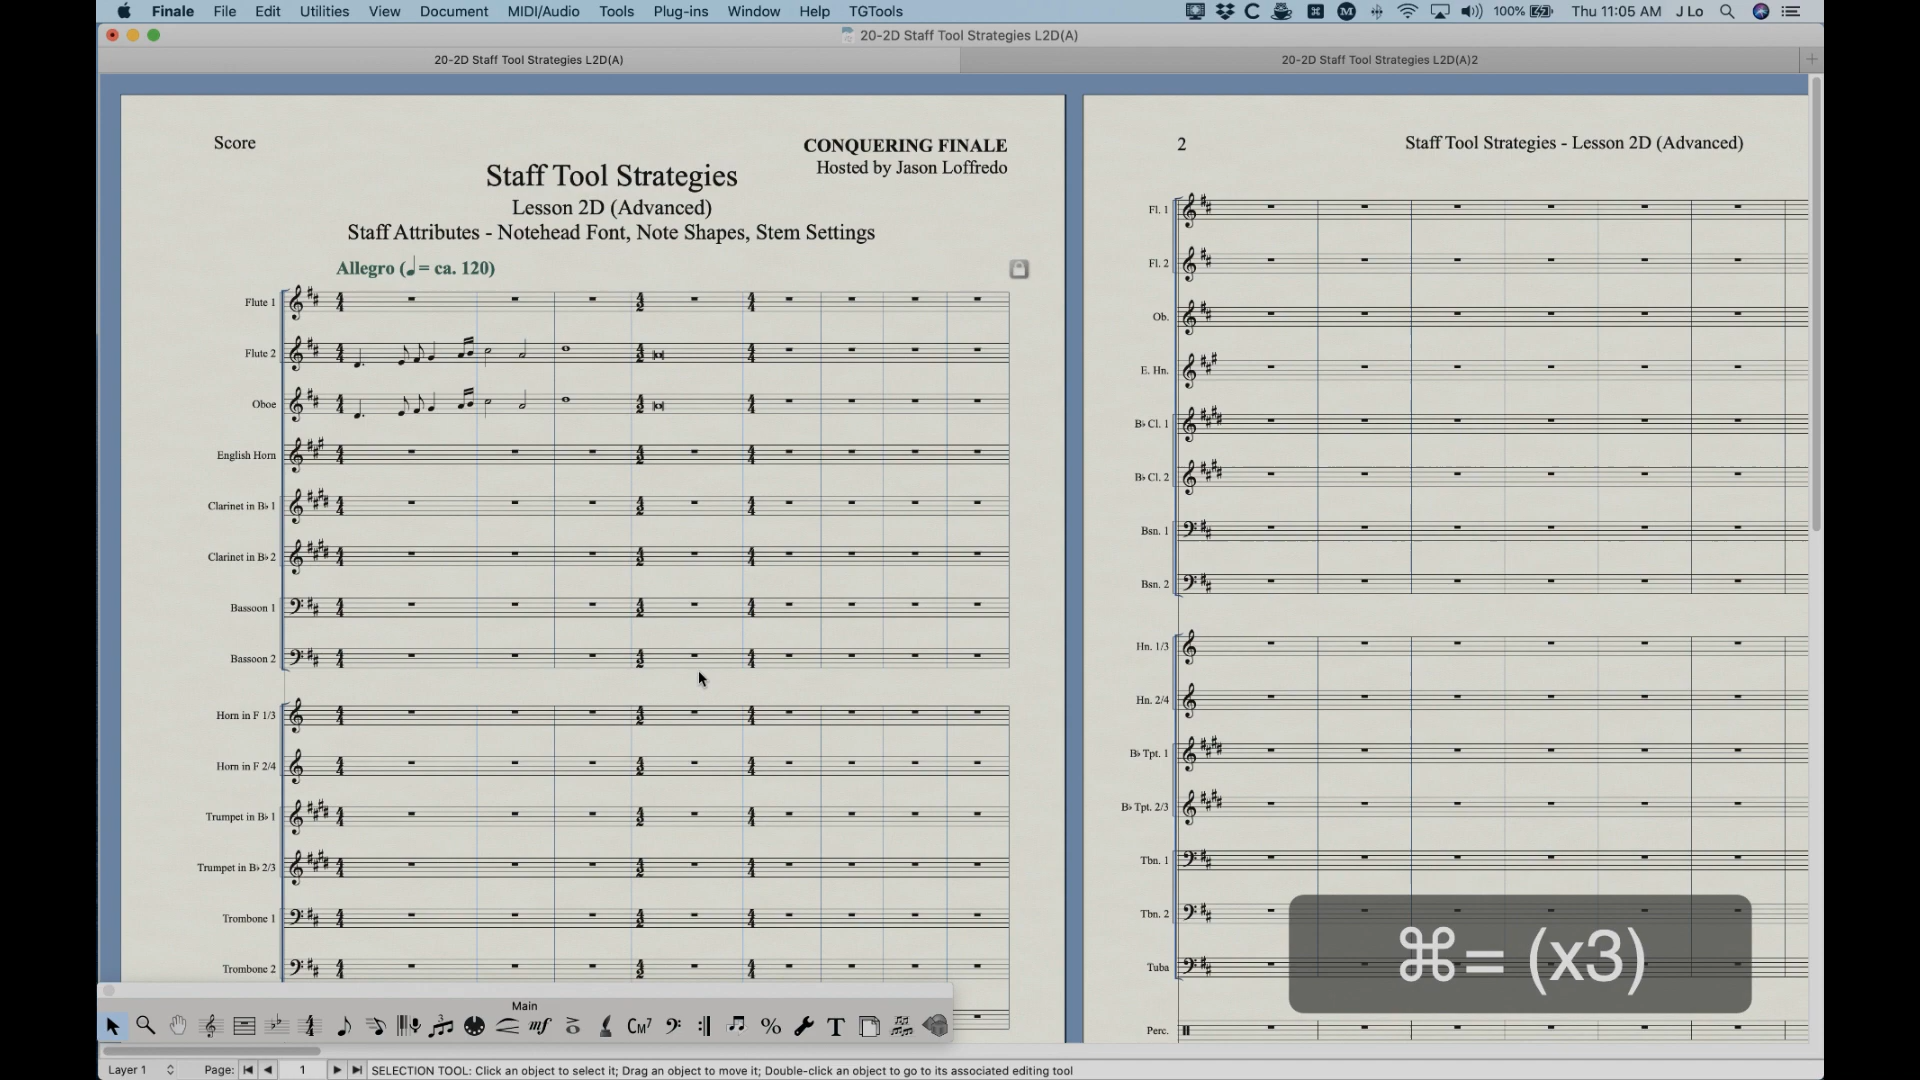 Finale File Edit Utilities View Document MIDI/Audio Tools Plug-ins Window Help TGTools 100% Thu 11:05 AM J Lo
20-2D Staff Tool Strategies L2D(A)
20-2D Staff Tool Strategies L2D(A)
20-2D Staff Tool Strategies L2D(A)2
Score
CONQUERING FINALE
Hosted by Jason Loffredo
Staff Tool Strategies
Lesson 2D (Advanced)
Staff Attributes - Notehead Font, Note Shapes, Stem Settings
Allegro (♩= ca. 120)
Flute 1
Flute 2
Oboe
English Horn
Clarinet in B♭ 1
Clarinet in B♭ 2
Bassoon 1
Bassoon 2
Horn in F 1/3
Horn in F 2/4
Trumpet in B♭ 1
Trumpet in B♭ 2/3
Trombone 1
Trombone 2
2
Staff Tool Strategies - Lesson 2D (Advanced)
Fl. 1
Fl. 2
Ob.
E. Hn.
B♭ Cl. 1
B♭ Cl. 2
Bsn. 1
Bsn. 2
Hn. 1/3
Hn. 2/4
B♭ Tpt. 1
B♭ Tpt. 2/3
Tbn. 1
Tbn. 2
Tuba
Perc.
⌘= (x3)
Main
mf CM7 % T
Layer 1 Page: 1 SELECTION TOOL: Click an object to select it; Drag an object to move it; Double-click an object to go to its associated editing tool